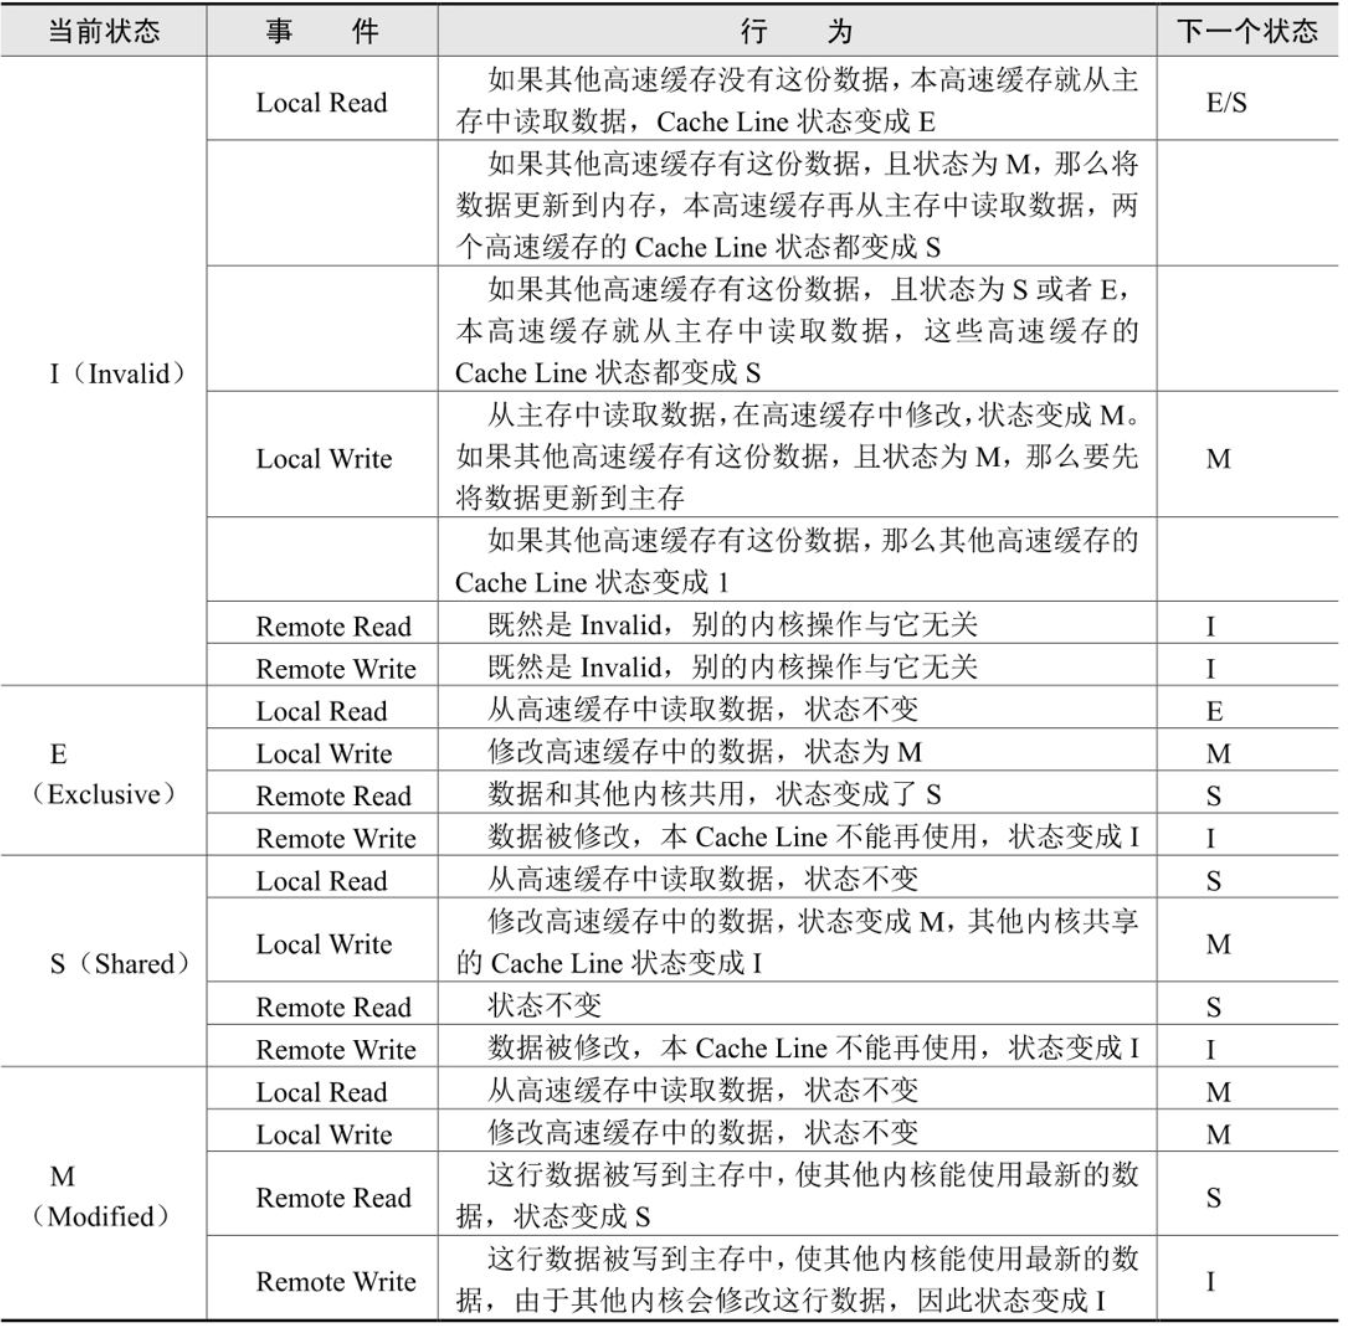 当前状态 事 件 行 为 下一个状态
如果其他高速缓存没有这份数据，本高速缓存就从主
Local Read E/S
存中读取数据，Cache Line 状态变成 E
如果其他高速缓存有这份数据，且状态为 M，那么将
数据更新到内存，本高速缓存再从主存中读取数据，两
个高速缓存的 Cache Line 状态都变成 S
如果其他高速缓存有这份数据，且状态为 S 或者 E，
本高速缓存就从主存中读取数据，这些高速缓存的
Cache Line 状态都变成 S
I（Invalid）
从主存中读取数据，在高速缓存中修改，状态变成 M。
Local Write 如果其他高速缓存有这份数据，且状态为 M，那么要先 M
将数据更新到主存
如果其他高速缓存有这份数据，那么其他高速缓存的
Cache Line 状态变成 1
Remote Read 既然是 Invalid，别的内核操作与它无关 I
Remote Write 既然是 Invalid，别的内核操作与它无关 I
Local Read 从高速缓存中读取数据，状态不变 E
E Local Write 修改高速缓存中的数据，状态为 M M
（Exclusive） Remote Read 数据和其他内核共用，状态变成了 S S
Remote Write 数据被修改，本 Cache Line 不能再使用，状态变成 I I
Local Read 从高速缓存中读取数据，状态不变 S
修改高速缓存中的数据，状态变成 M，其他内核共享
Local Write M
的 Cache Line 状态变成 I
S（Shared）
Remote Read 状态不变 S
Remote Write 数据被修改，本 Cache Line 不能再使用，状态变成 I I
Local Read 从高速缓存中读取数据，状态不变 M
Local Write 修改高速缓存中的数据，状态不变 M
M
（Modified）
这行数据被写到主存中，使其他内核能使用最新的数
Remote Read S
据，状态变成 S
这行数据被写到主存中，使其他内核能使用最新的数
Remote Write I
据，由于其他内核会修改这行数据，因此状态变成 I